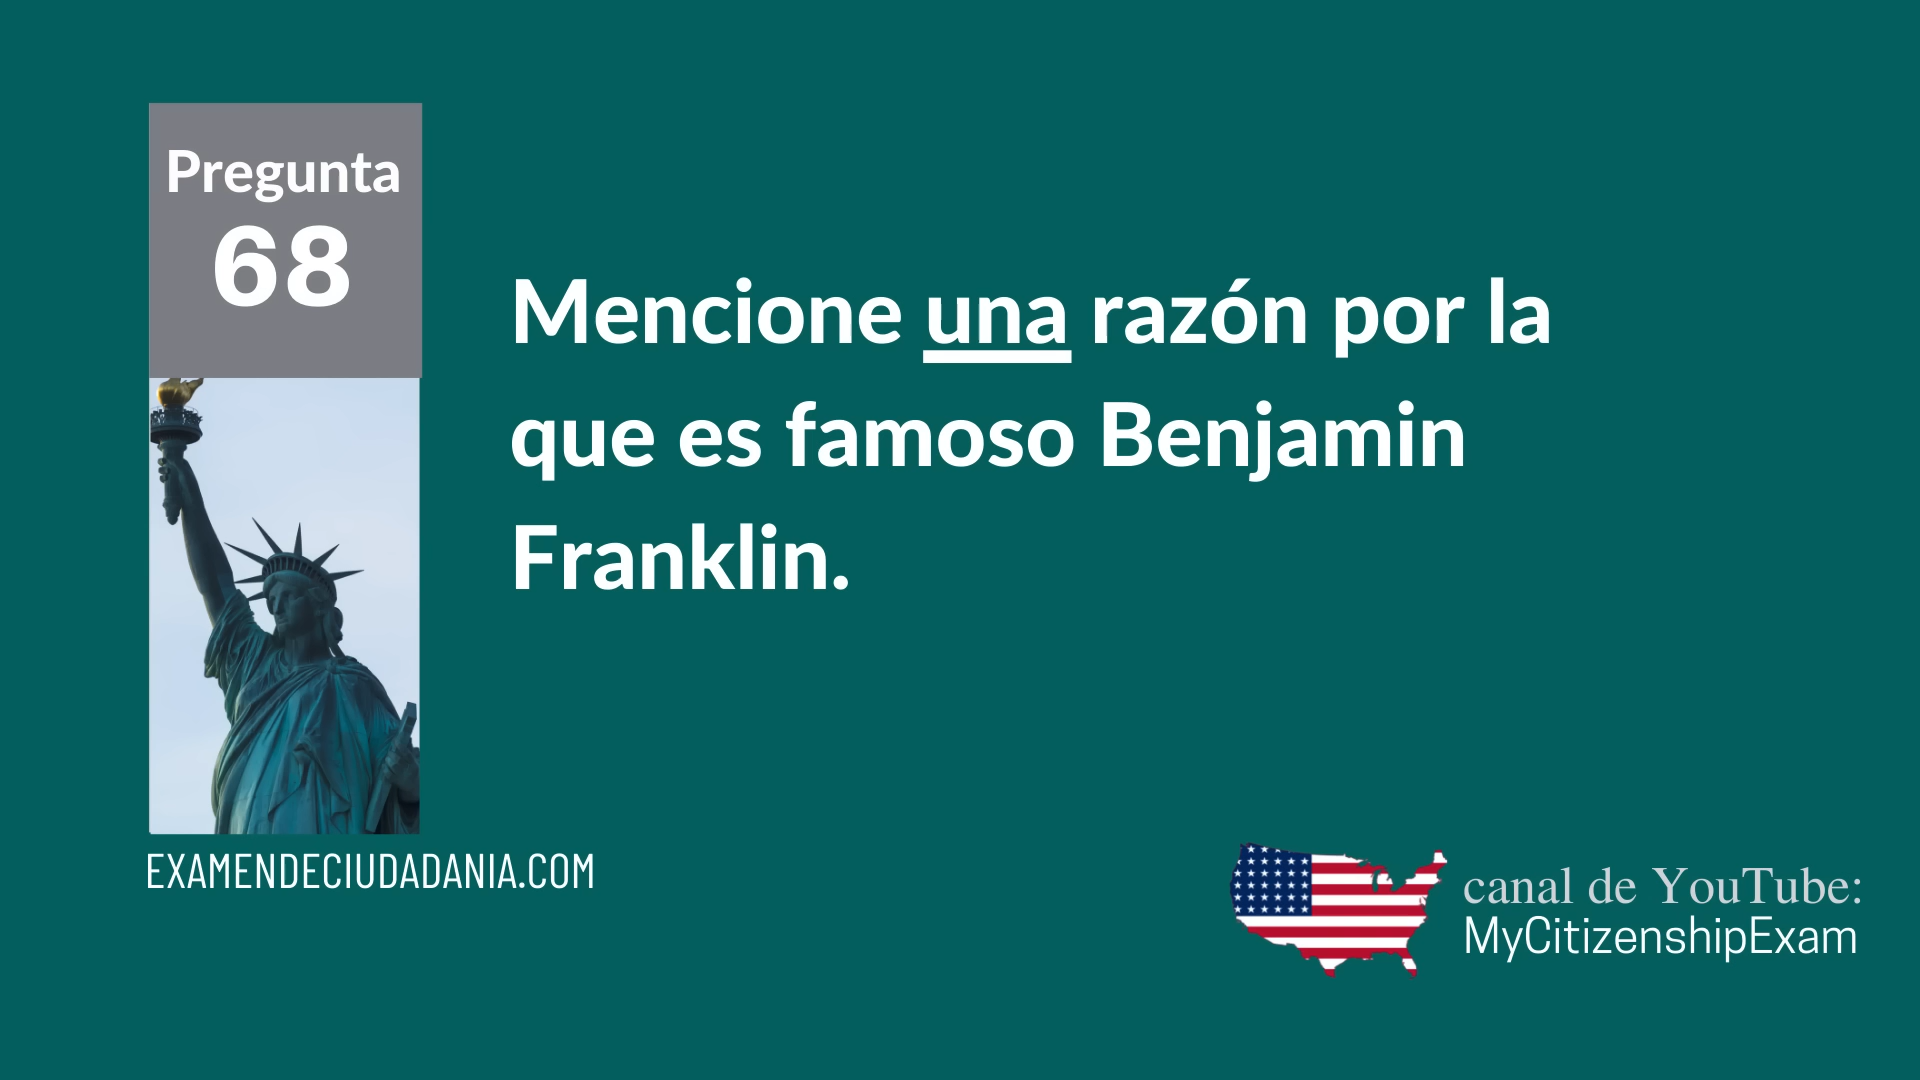 Pregunta
68
Mencione una razón por la
que es famoso Benjamin
Franklin.
EXAMENDECIUDADANIA.COM
canal de YouTube:
MyCitizenshipExam